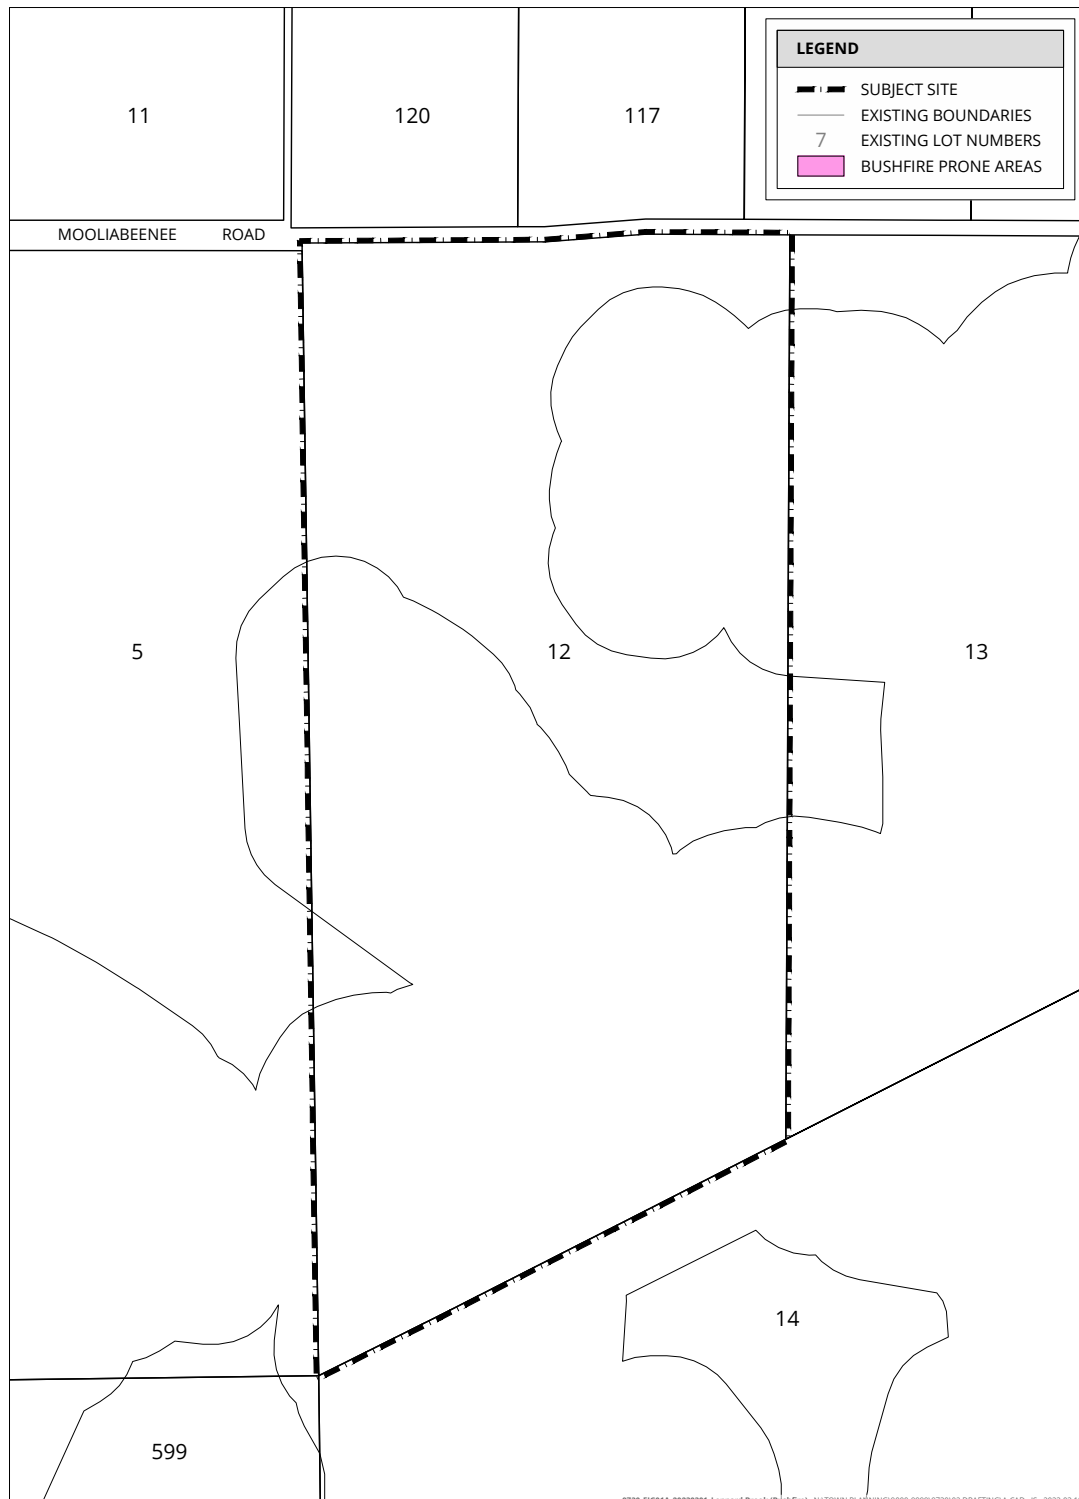 LEGEND
SUBJECT SITE
EXISTING BOUNDARIES
7 EXISTING LOT NUMBERS
BUSHFIRE PRONE AREAS
11
120
117
MOOLIABEENEE ROAD
5
12
13
14
599